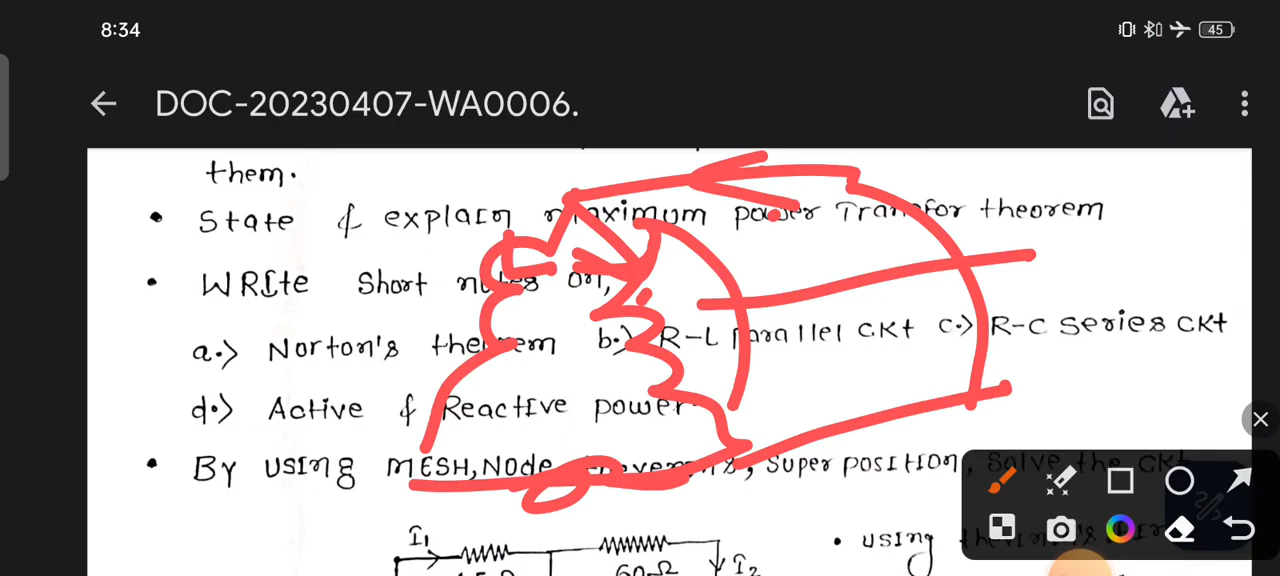 8:34
45
DOC-20230407-WA0006.
them.
• State & explain maximum power Transfor theorem
• WRIte Short notes on,
a.) Norton's theorem b.) R-L parallel CKt c.) R-C Series CKt
d.) Active & Reactive power
• By using MESH, Node, Super position, Solve the CKt
I1
60Ω I2
• using